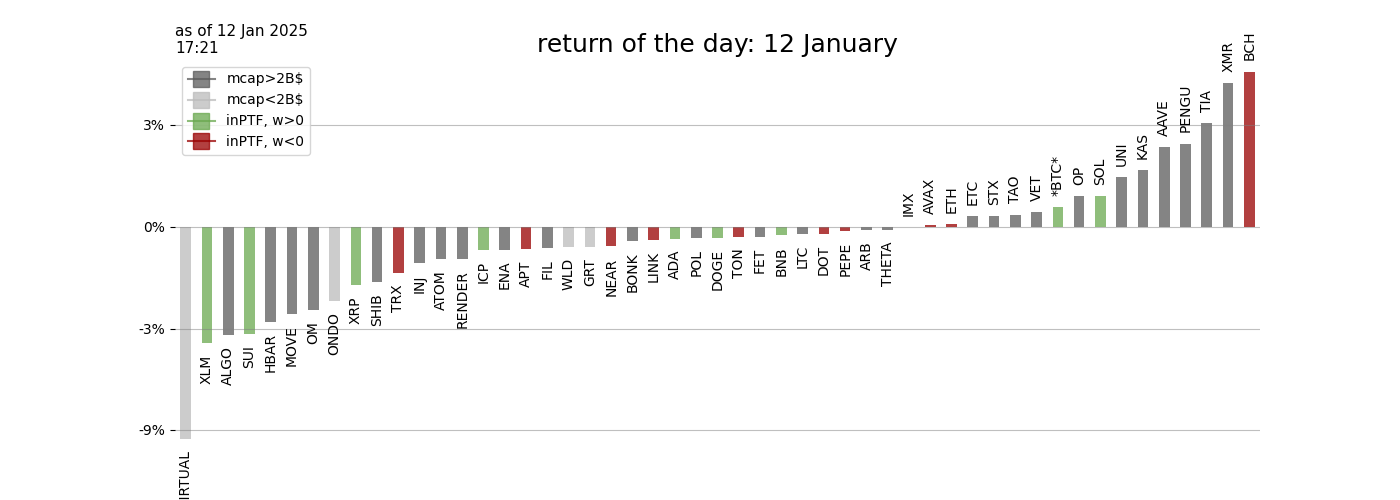 as of 12 Jan 2025
17:21
return of the day: 12 January
mcap>2B$
mcap<2B$
inPTF, w>0
inPTF, w<0
3%
0%
-3%
-9%
IRTUAL
XLM
ALGO
SUI
HBAR
MOVE
OM
ONDO
XRP
SHIB
TRX
INJ
ATOM
RENDER
ICP
ENA
APT
FIL
WLD
GRT
NEAR
BONK
LINK
ADA
POL
DOGE
TON
FET
BNB
LTC
DOT
PEPE
ARB
THETA
IMX
AVAX
ETH
ETC
STX
TAO
VET
*BTC*
OP
SOL
UNI
KAS
AAVE
PENGU
TIA
XMR
BCH